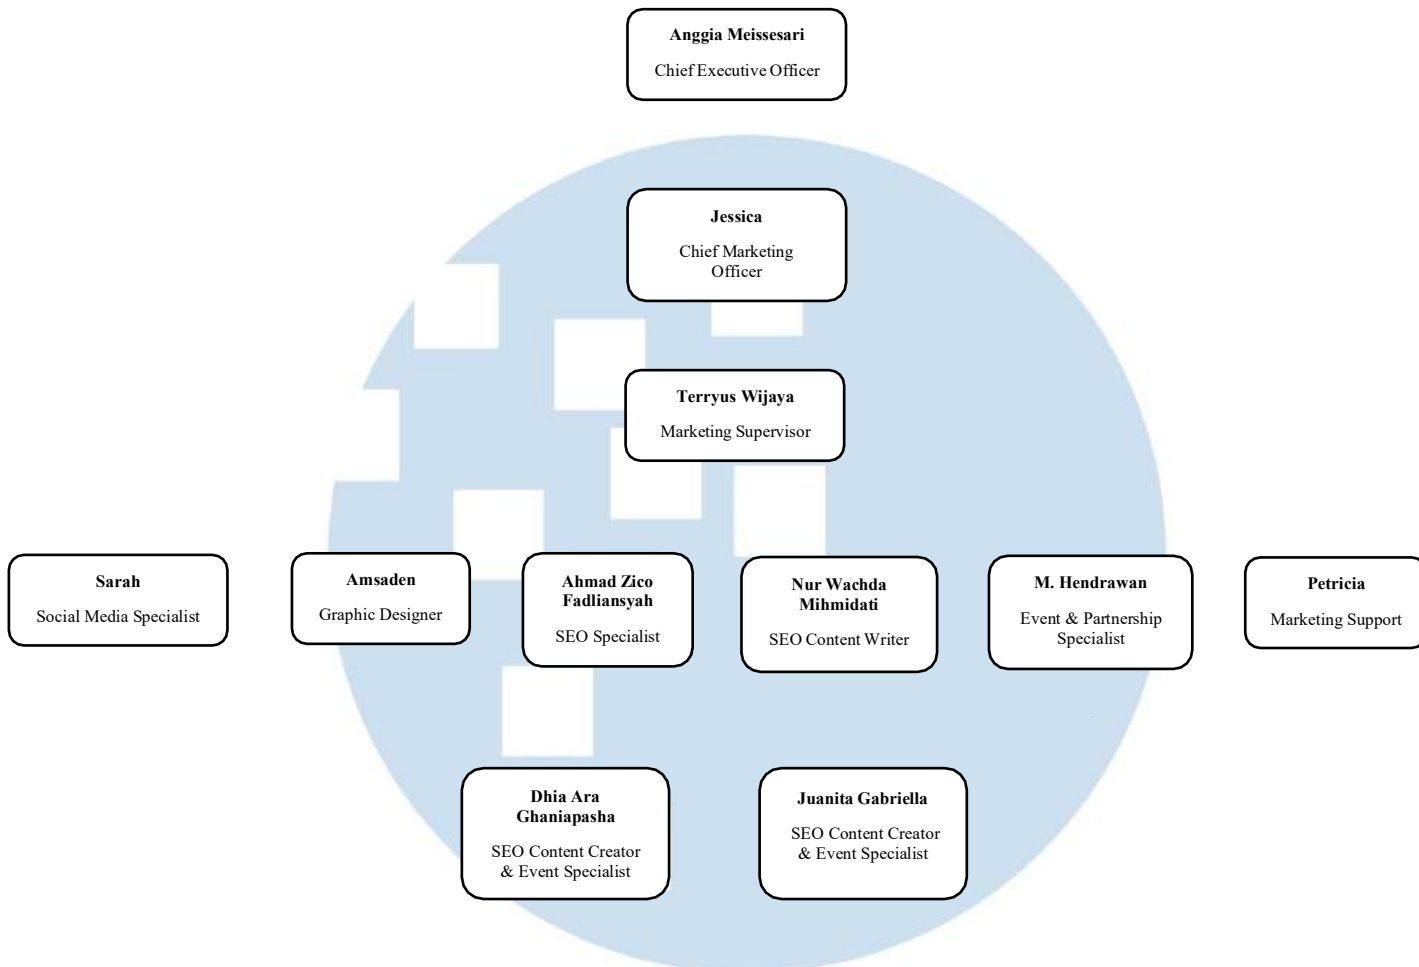 Anggia Meissesari
Chief Executive Officer
Jessica
Chief Marketing
Officer
Terryus Wijaya
Marketing Supervisor
Sarah
Social Media Specialist
Amsaden
Graphic Designer
Ahmad Zico
Fadliansyah
SEO Specialist
Nur Wachda
Mihmidati
SEO Content Writer
M. Hendrawan
Event & Partnership
Specialist
Petricia
Marketing Support
Dhia Ara
Ghaniapasha
SEO Content Creator
& Event Specialist
Juanita Gabriella
SEO Content Creator
& Event Specialist